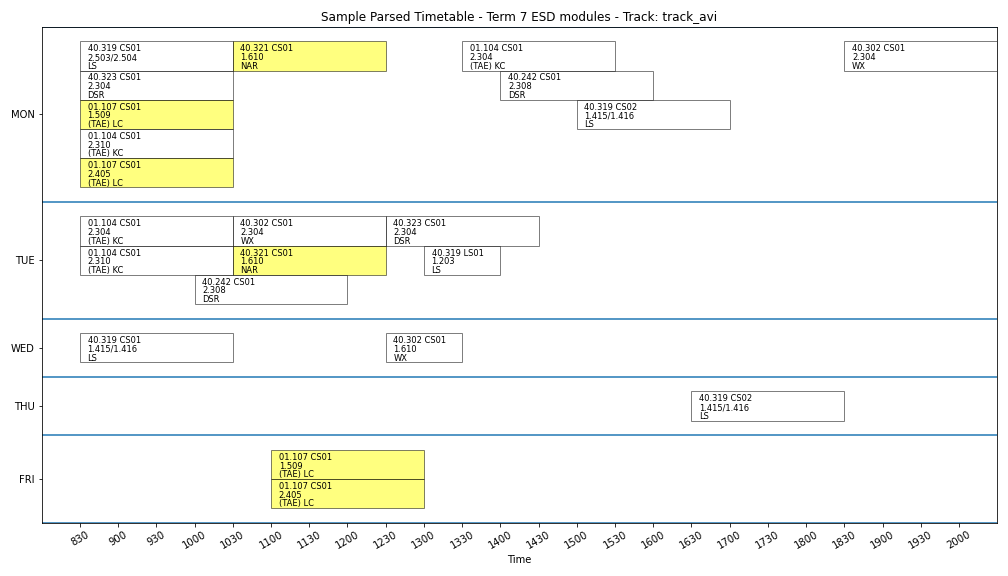 Sample Parsed Timetable - Term 7 ESD modules - Track: track_avi
MON
40.319 CS01
2.503/2.504
LS
40.321 CS01
1.610
NAR
01.104 CS01
2.304
(TAE) KC
40.302 CS01
2.304
WX
40.323 CS01
2.304
DSR
40.242 CS01
2.308
DSR
01.107 CS01
1.509
(TAE) LC
40.319 CS02
1.415/1.416
LS
01.104 CS01
2.310
(TAE) KC
01.107 CS01
2.405
(TAE) LC
TUE
01.104 CS01
2.304
(TAE) KC
40.302 CS01
2.304
WX
40.323 CS01
2.304
DSR
01.104 CS01
2.310
(TAE) KC
40.321 CS01
1.610
NAR
40.319 LS01
1.203
LS
40.242 CS01
2.308
DSR
WED
40.319 CS01
1.415/1.416
LS
40.302 CS01
1.610
WX
THU
40.319 CS02
1.415/1.416
LS
FRI
01.107 CS01
1.509
(TAE) LC
01.107 CS01
2.405
(TAE) LC
830 900 930 1000 1030 1100 1130 1200 1230 1300 1330 1400 1430 1500 1530 1600 1630 1700 1730 1800 1830 1900 1930 2000
Time